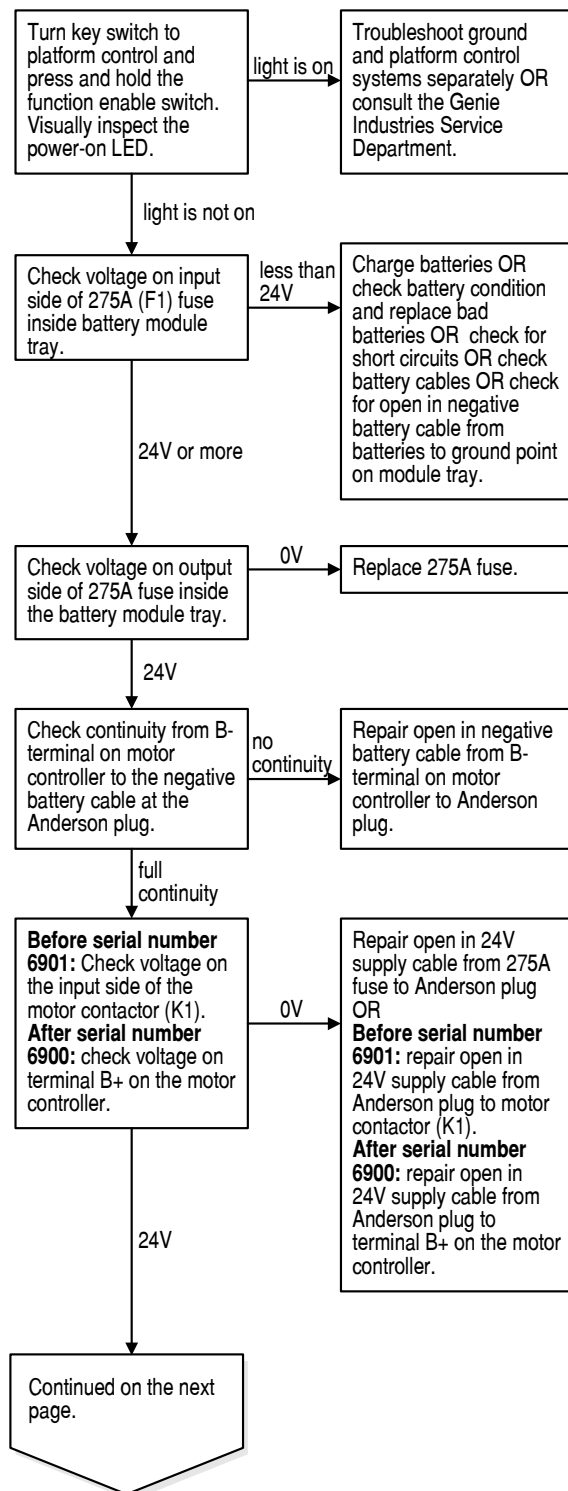 Turn key switch to
platform control and
press and hold the
function enable switch.
Visually inspect the
power-on LED.
light is on
Troubleshoot ground
and platform control
systems separately OR
consult the Genie
Industries Service
Department.
light is not on
Check voltage on input
side of 275A (F1) fuse
inside battery module
tray.
less than
24V
Charge batteries OR
check battery condition
and replace bad
batteries OR check for
short circuits OR check
battery cables OR check
for open in negative
battery cable from
batteries to ground point
on module tray.
24V or more
Check voltage on output
side of 275A fuse inside
the battery module tray.
0V
Replace 275A fuse.
24V
Check continuity from B-
terminal on motor
controller to the negative
battery cable at the
Anderson plug.
no
continuity
Repair open in negative
battery cable from B-
terminal on motor
controller to Anderson
plug.
full
continuity
Before serial number
6901: Check voltage on
the input side of the
motor contactor (K1).
After serial number
6900: check voltage on
terminal B+ on the motor
controller.
0V
Repair open in 24V
supply cable from 275A
fuse to Anderson plug
OR
Before serial number
6901: repair open in
24V supply cable from
Anderson plug to motor
contactor (K1).
After serial number
6900: repair open in
24V supply cable from
Anderson plug to
terminal B+ on the motor
controller.
24V
Continued on the next
page.